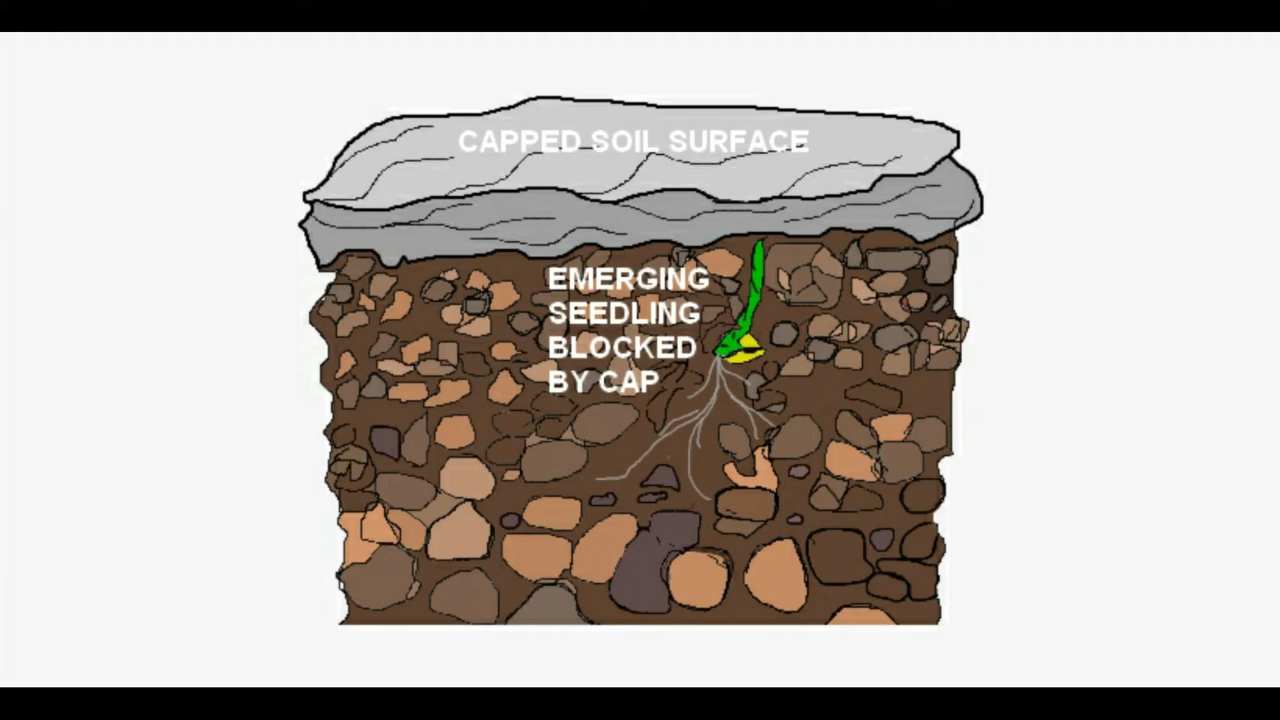 CAPPED SOIL SURFACE
EMERGING
SEEDLING
BLOCKED
BY CAP